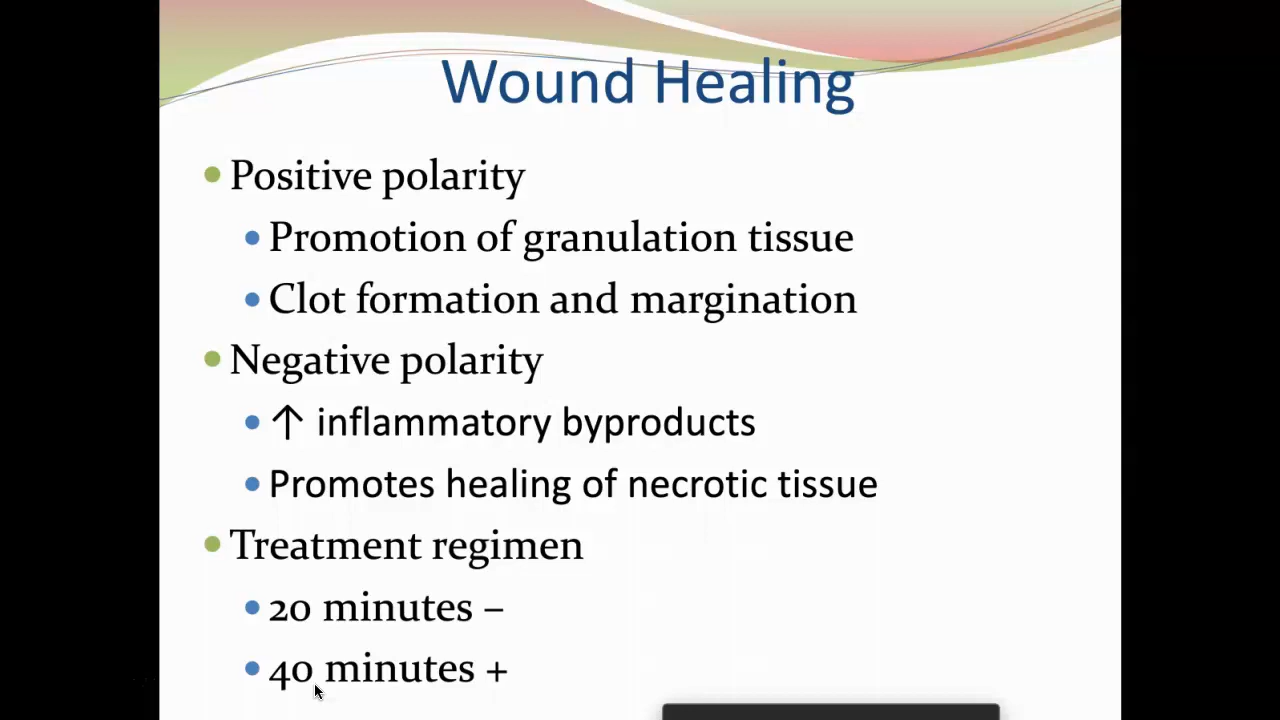 Wound Healing
• Positive polarity
• Promotion of granulation tissue
• Clot formation and margination
• Negative polarity
• ↑ inflammatory byproducts
• Promotes healing of necrotic tissue
• Treatment regimen
• 20 minutes –
• 40 minutes +